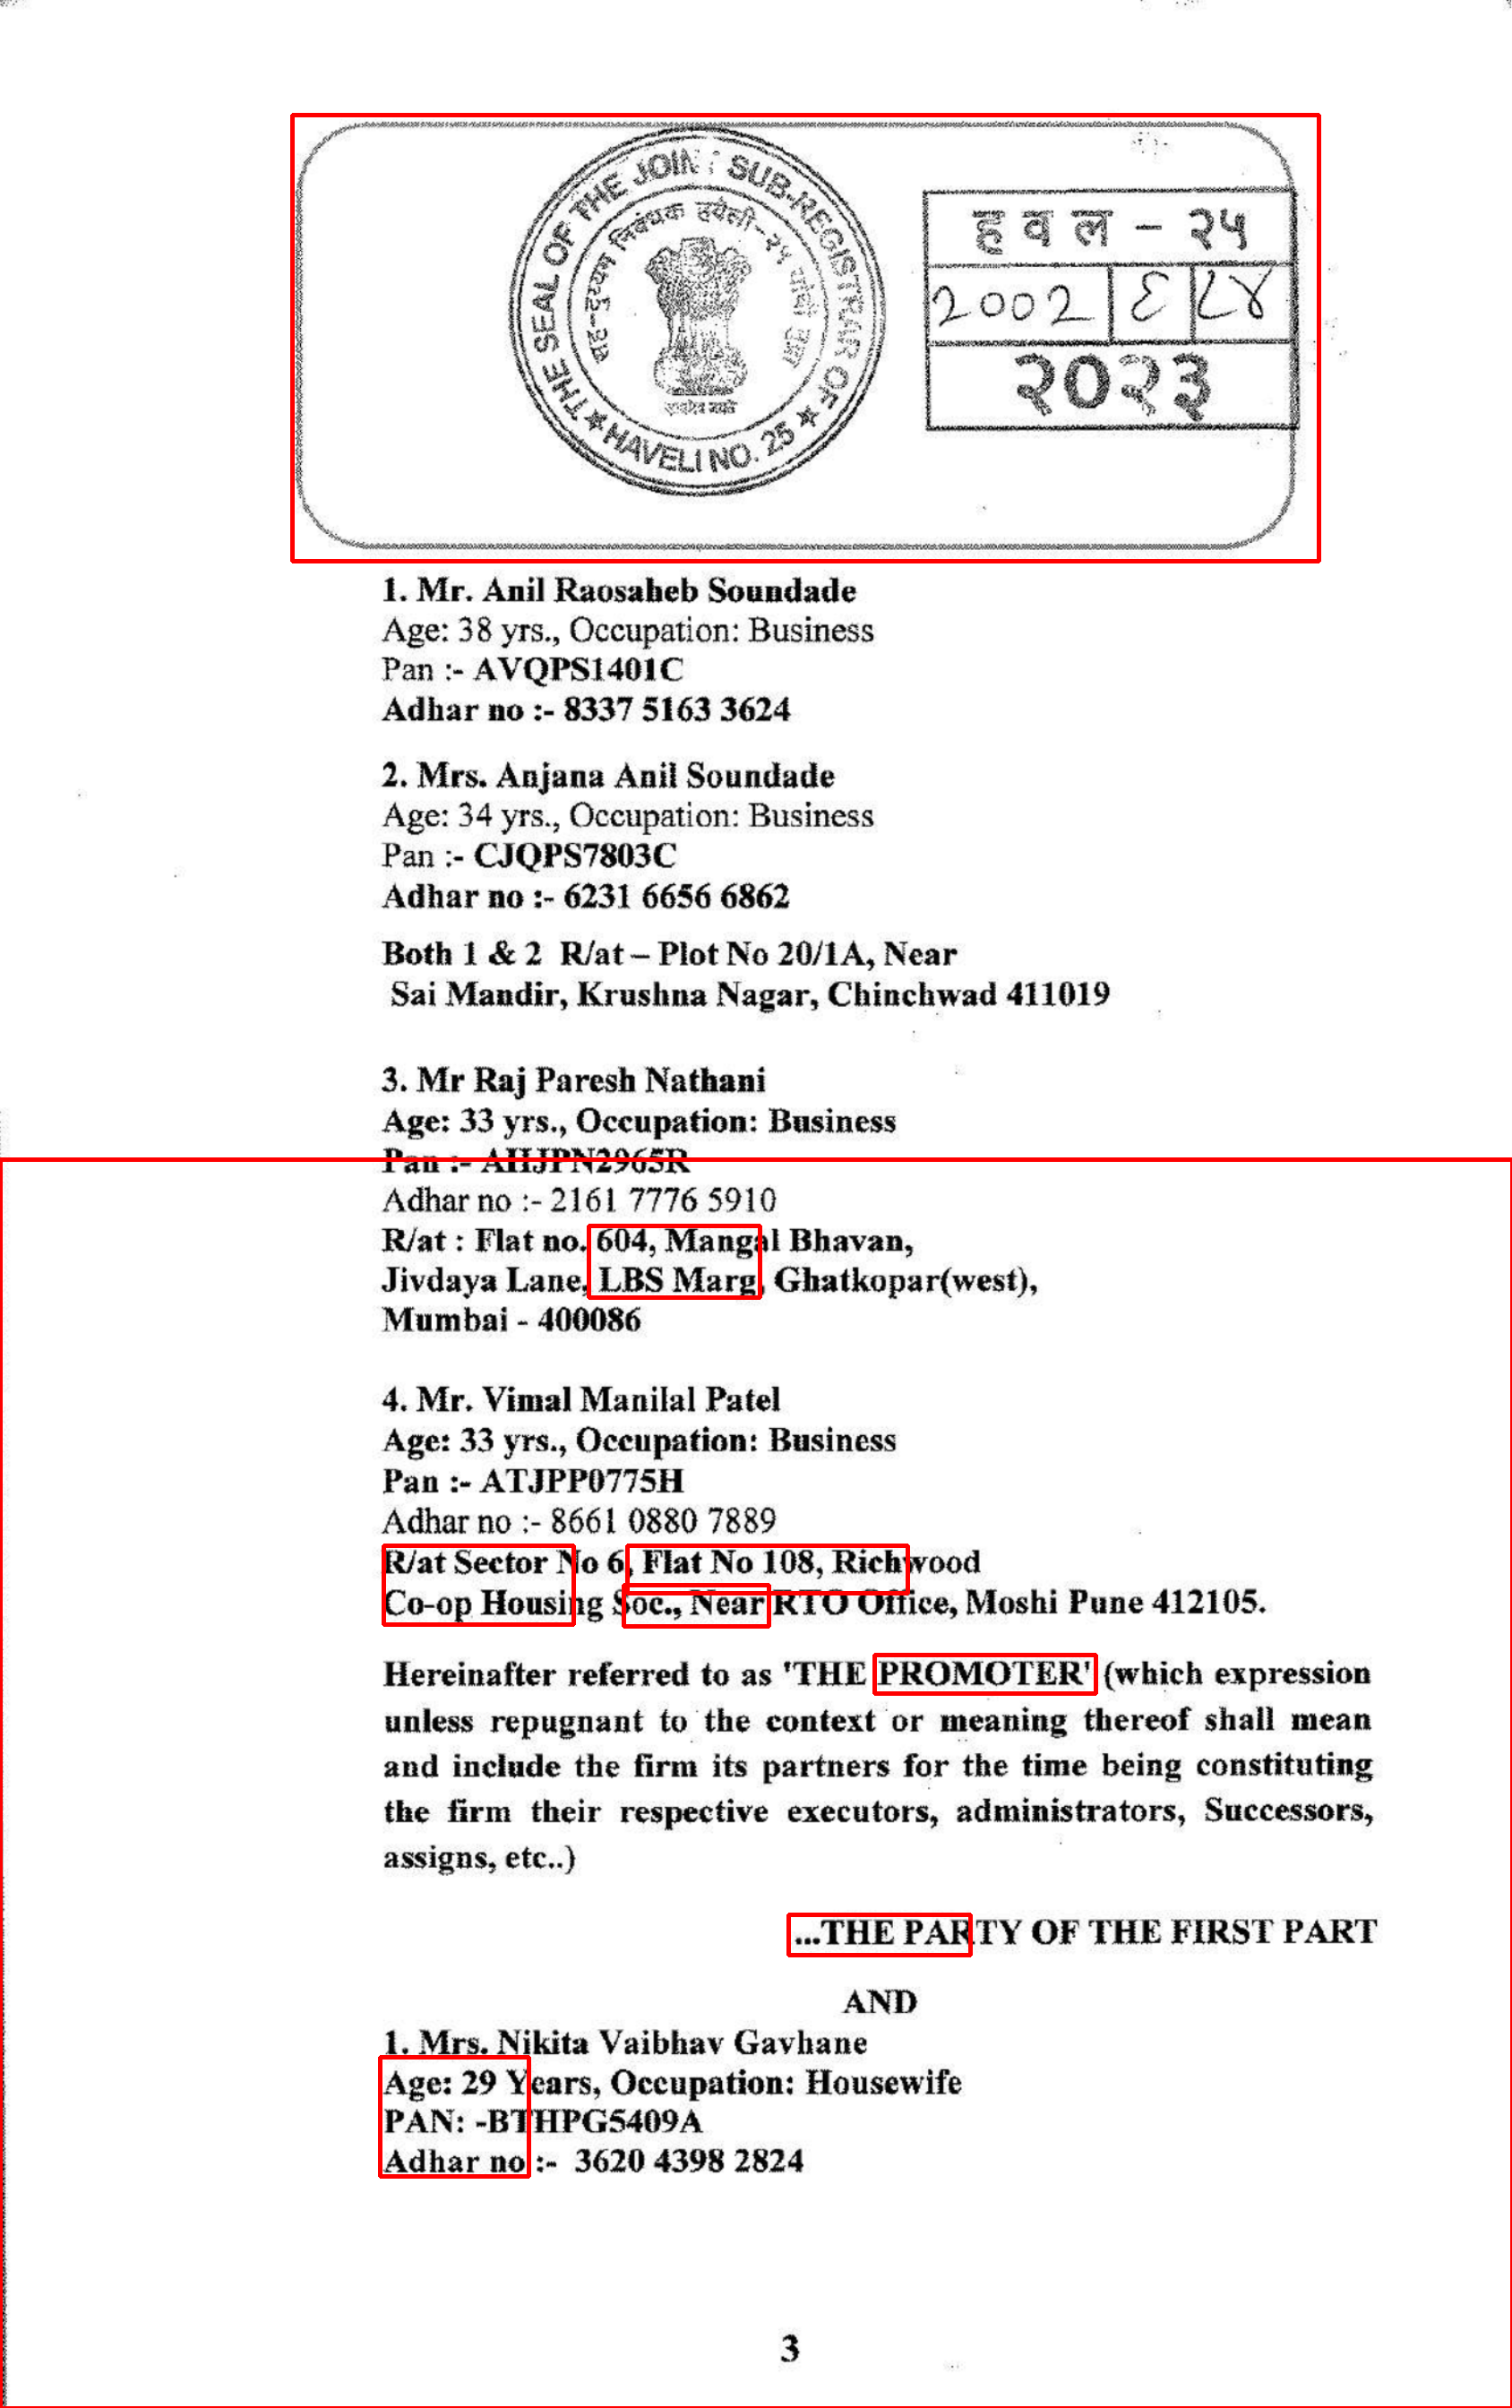 THE SEAL OF THE JOIN SUB-REGISTRAR OF
सह-दुय्यम निबंधक हवेली-२५ यांची मुद्रा
सत्यमेव जयते
★ HAVELI NO. 25 ★
हवल - २५
2002 ६ ८४
२०२३
1. Mr. Anil Raosaheb Soundade
Age: 38 yrs., Occupation: Business
Pan :- AVQPS1401C
Adhar no :- 8337 5163 3624
2. Mrs. Anjana Anil Soundade
Age: 34 yrs., Occupation: Business
Pan :- CJQPS7803C
Adhar no :- 6231 6656 6862
Both 1 & 2 R/at – Plot No 20/1A, Near
Sai Mandir, Krushna Nagar, Chinchwad 411019
3. Mr Raj Paresh Nathani
Age: 33 yrs., Occupation: Business
Pan :- AHJPN2965R
Adhar no :- 2161 7776 5910
R/at : Flat no. 604, Mangal Bhavan,
Jivdaya Lane, LBS Marg, Ghatkopar(west),
Mumbai - 400086
4. Mr. Vimal Manilal Patel
Age: 33 yrs., Occupation: Business
Pan :- ATJPP0775H
Adhar no :- 8661 0880 7889
R/at Sector No 6, Flat No 108, Richwood
Co-op Housing Soc., Near RTO Office, Moshi Pune 412105.
Hereinafter referred to as 'THE PROMOTER' (which expression
unless repugnant to the context or meaning thereof shall mean
and include the firm its partners for the time being constituting
the firm their respective executors, administrators, Successors,
assigns, etc..)
...THE PARTY OF THE FIRST PART
AND
1. Mrs. Nikita Vaibhav Gavhane
Age: 29 Years, Occupation: Housewife
PAN: -BTHPG5409A
Adhar no :- 3620 4398 2824
3